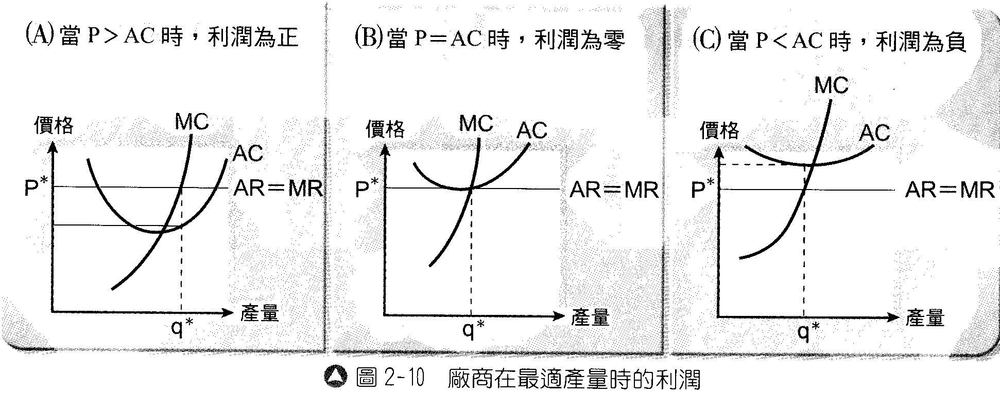 (A)當 P>AC 時，利潤為正
價格
MC
AC
P*
AR=MR
產量
q*
(B)當 P=AC 時，利潤為零
價格
MC
AC
P*
AR=MR
產量
q*
(C)當 P<AC 時，利潤為負
MC
價格
AC
P*
AR=MR
產量
q*
圖 2-10 廠商在最適產量時的利潤